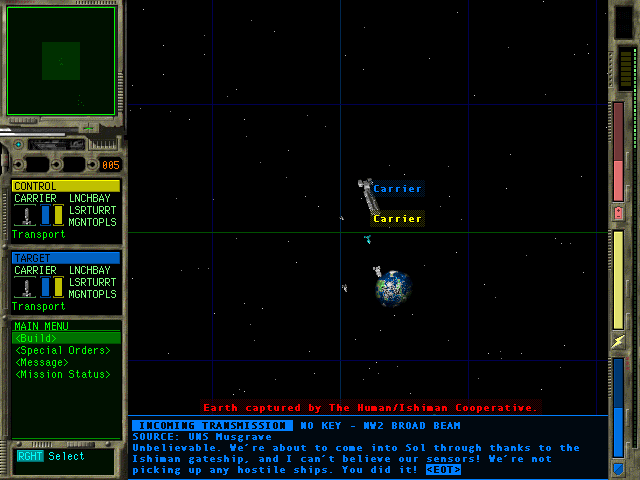 005
CONTROL
CARRIER LNCHBAY
LSRTURRT
MGNTOPLS
Transport
TARGET
CARRIER LNCHBAY
LSRTURRT
MGNTOPLS
Transport
MAIN MENU
<Build>
<Special Orders>
<Message>
<Mission Status>
RGHT Select
Carrier
Carrier
Earth captured by The Human/Ishiman Cooperative.
INCOMING TRANSMISSION NO KEY - NW2 BROAD BEAM
SOURCE: UNS Musgrave
Unbelievable. We're about to come into Sol through thanks to the
Ishiman gateship, and I can't believe our sensors! We're not
picking up any hostile ships. You did it! <EOT>